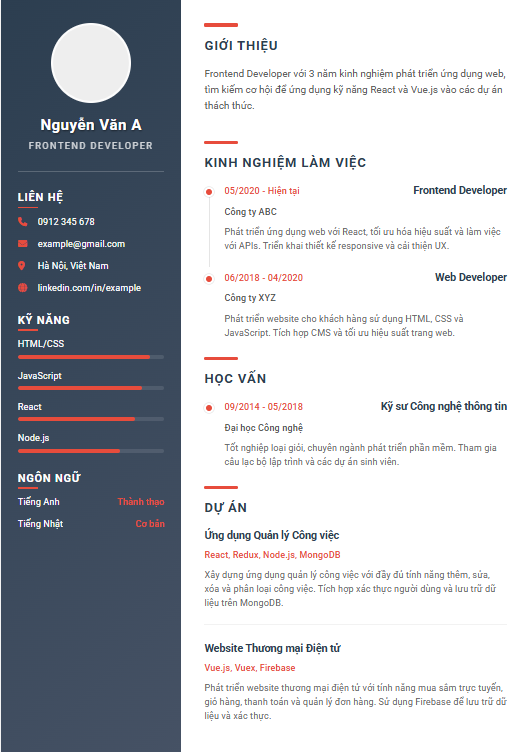 Nguyễn Văn A
FRONTEND DEVELOPER
LIÊN HỆ
0912 345 678
example@gmail.com
Hà Nội, Việt Nam
linkedin.com/in/example
KỸ NĂNG
HTML/CSS
JavaScript
React
Node.js
NGÔN NGỮ
Tiếng Anh Thành thạo
Tiếng Nhật Cơ bản
GIỚI THIỆU
Frontend Developer với 3 năm kinh nghiệm phát triển ứng dụng web,
tìm kiếm cơ hội để ứng dụng kỹ năng React và Vue.js vào các dự án
thách thức.
KINH NGHIỆM LÀM VIỆC
05/2020 - Hiện tại Frontend Developer
Công ty ABC
Phát triển ứng dụng web với React, tối ưu hóa hiệu suất và làm việc
với APIs. Triển khai thiết kế responsive và cải thiện UX.
06/2018 - 04/2020 Web Developer
Công ty XYZ
Phát triển website cho khách hàng sử dụng HTML, CSS và
JavaScript. Tích hợp CMS và tối ưu hiệu suất trang web.
HỌC VẤN
09/2014 - 05/2018 Kỹ sư Công nghệ thông tin
Đại học Công nghệ
Tốt nghiệp loại giỏi, chuyên ngành phát triển phần mềm. Tham gia
câu lạc bộ lập trình và các dự án sinh viên.
DỰ ÁN
Ứng dụng Quản lý Công việc
React, Redux, Node.js, MongoDB
Xây dựng ứng dụng quản lý công việc với đầy đủ tính năng thêm, sửa,
xóa và phân loại công việc. Tích hợp xác thực người dùng và lưu trữ dữ
liệu trên MongoDB.
Website Thương mại Điện tử
Vue.js, Vuex, Firebase
Phát triển website thương mại điện tử với tính năng mua sắm trực tuyến,
giỏ hàng, thanh toán và quản lý đơn hàng. Sử dụng Firebase để lưu trữ dữ
liệu và xác thực.